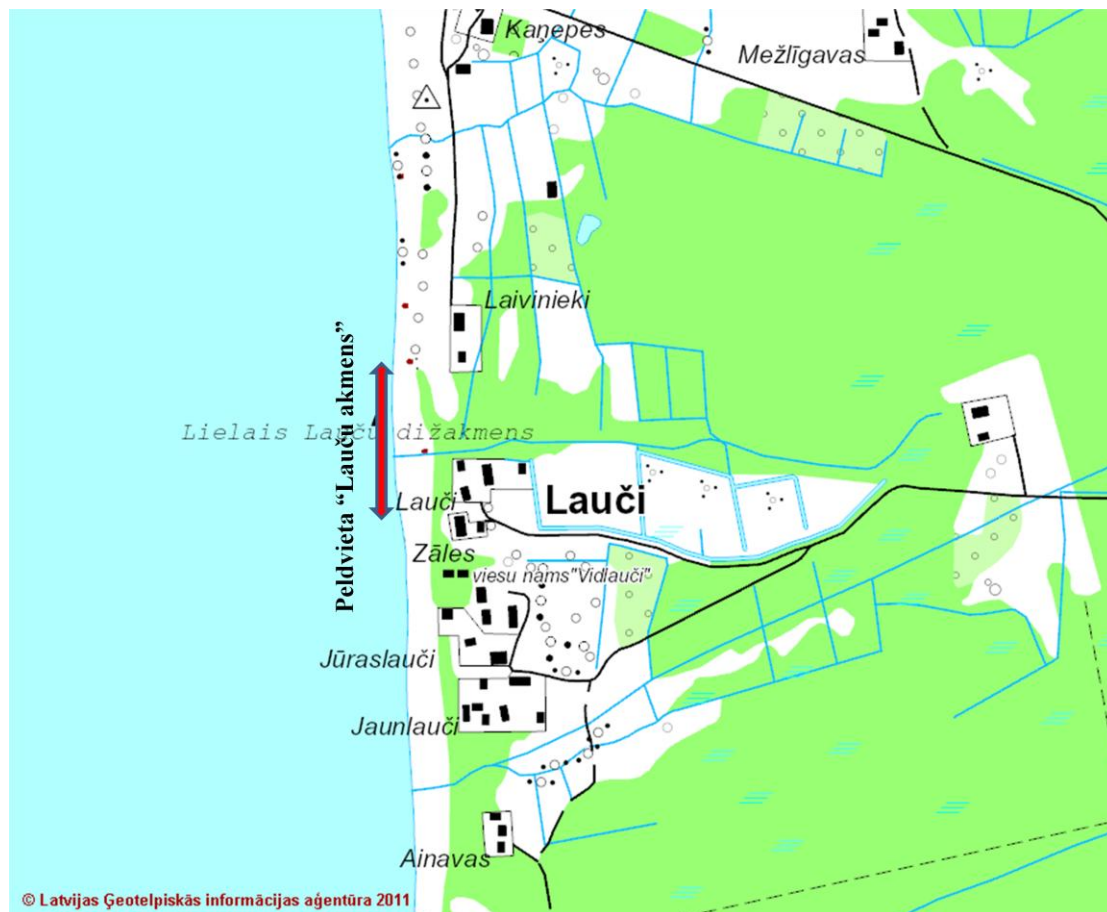 Kaņepes
Mežlīgavas
Laivinieki
Peldvieta “Lauču akmens”
Lielais Lauču dižakmens
Lauči
Lauči
Zāles
viesu nams"Vidlauči"
Jūraslauči
Jaunlauči
Ainavas
© Latvijas Ģeotelpiskās informācijas aģentūra 2011